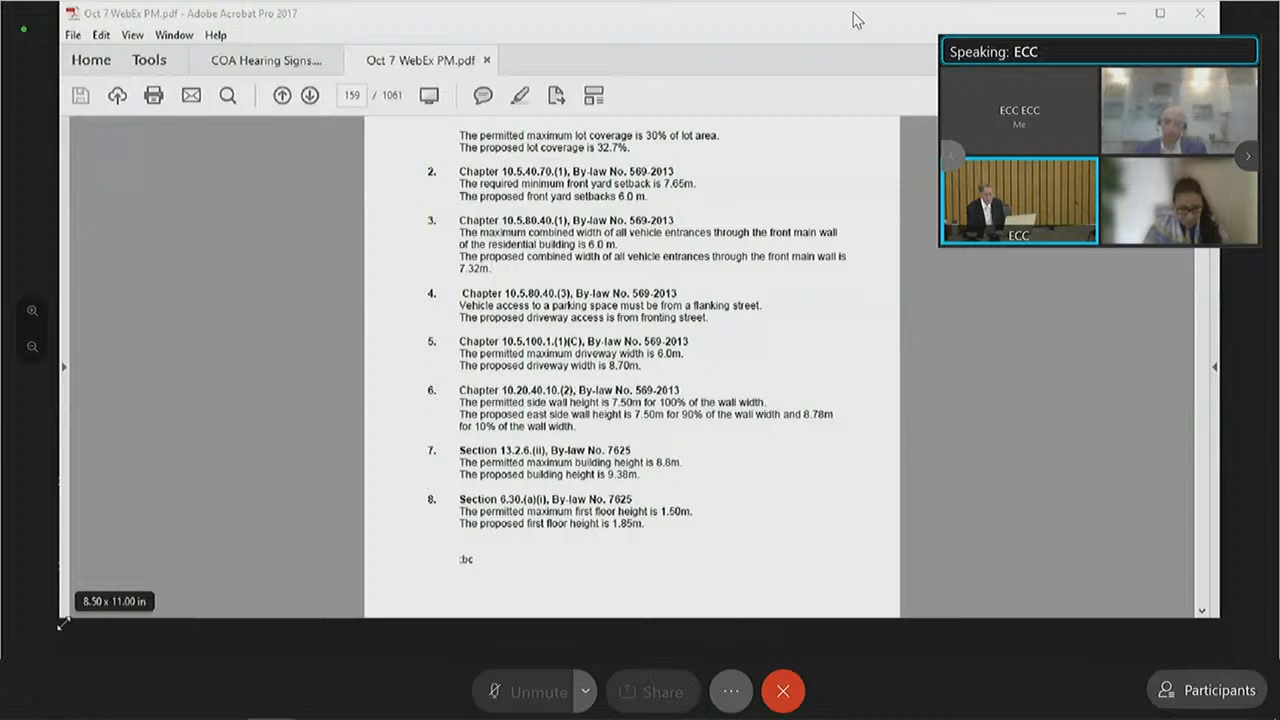 Oct 7 WebEx PM.pdf - Adobe Acrobat Pro 2017
File Edit View Window Help
Home Tools COA Hearing Signs.... Oct 7 WebEx PM.pdf ×
159 / 1061
Speaking: ECC
ECC ECC
Me
ECC
The permitted maximum lot coverage is 30% of lot area.
The proposed lot coverage is 32.7%.
2. Chapter 10.5.40.70.(1), By-law No. 569-2013
The required minimum front yard setback is 7.65m.
The proposed front yard setbacks 6.0 m.
3. Chapter 10.5.80.40.(1), By-law No. 569-2013
The maximum combined width of all vehicle entrances through the front main wall
of the residential building is 6.0 m.
The proposed combined width of all vehicle entrances through the front main wall is
7.32m.
4. Chapter 10.5.80.40.(3), By-law No. 569-2013
Vehicle access to a parking space must be from a flanking street.
The proposed driveway access is from fronting street.
5. Chapter 10.5.100.1.(1)(C), By-law No. 569-2013
The permitted maximum driveway width is 6.0m.
The proposed driveway width is 8.70m.
6. Chapter 10.20.40.10.(2), By-law No. 569-2013
The permitted side wall height is 7.50m for 100% of the wall width.
The proposed east side wall height is 7.50m for 90% of the wall width and 8.78m
for 10% of the wall width.
7. Section 13.2.6.(ii), By-law No. 7625
The permitted maximum building height is 8.8m.
The proposed building height is 9.38m.
8. Section 6.30.(a)(i), By-law No. 7625
The permitted maximum first floor height is 1.50m.
The proposed first floor height is 1.85m.
:bc
8.50 x 11.00 in
Unmute Share ... Participants